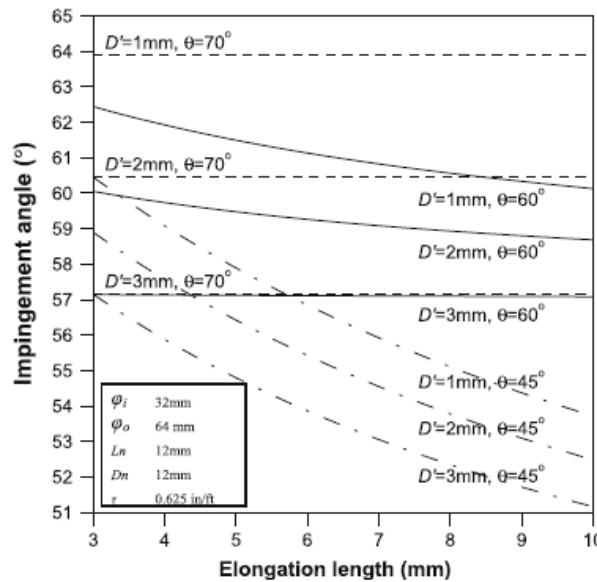 65
64
63
62
61
60
59
58
57
56
55
54
53
52
51
Impingement angle (°)
D'=1mm, θ=70°
D'=2mm, θ=70°
D'=1mm, θ=60°
D'=2mm, θ=60°
D'=3mm, θ=70°
D'=3mm, θ=60°
D'=1mm, θ=45°
D'=2mm, θ=45°
D'=3mm, θ=45°
φi 32mm
φo 64 mm
Ln 12mm
Dn 12mm
τ 0.625 in/ft
3 4 5 6 7 8 9 10
Elongation length (mm)